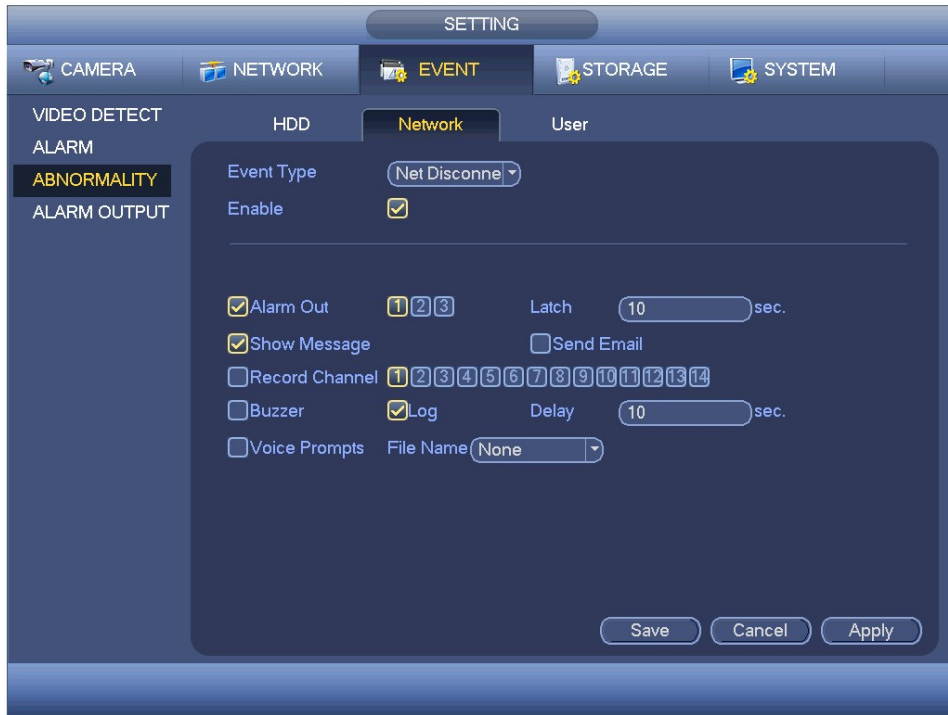 SETTING
CAMERA NETWORK EVENT STORAGE SYSTEM
VIDEO DETECT
ALARM
ABNORMALITY
ALARM OUTPUT
HDD Network User
Event Type Net Disconne
Enable
Alarm Out 1 2 3 Latch 10 sec.
Show Message Send Email
Record Channel 1 2 3 4 5 6 7 8 9 10 11 12 13 14
Buzzer Log Delay 10 sec.
Voice Prompts File Name None
Save Cancel Apply